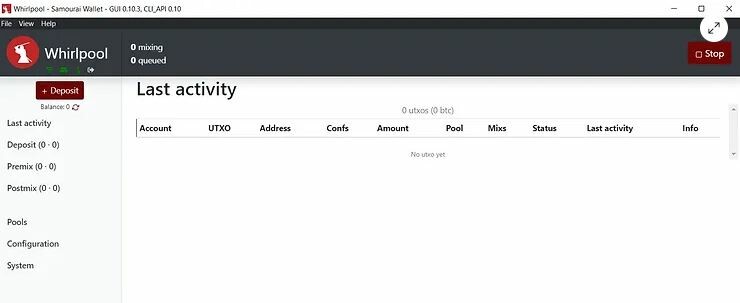 Whirlpool - Samourai Wallet - GUI 0.10.3, CLI_API 0.10
File View Help
Whirlpool
0 mixing
0 queued
Stop
+ Deposit
Balance: 0
Last activity
Deposit (0 · 0)
Premix (0 · 0)
Postmix (0 · 0)
Pools
Configuration
System
Last activity
0 utxos (0 btc)
Account UTXO Address Confs Amount Pool Mixs Status Last activity Info
No utxo yet